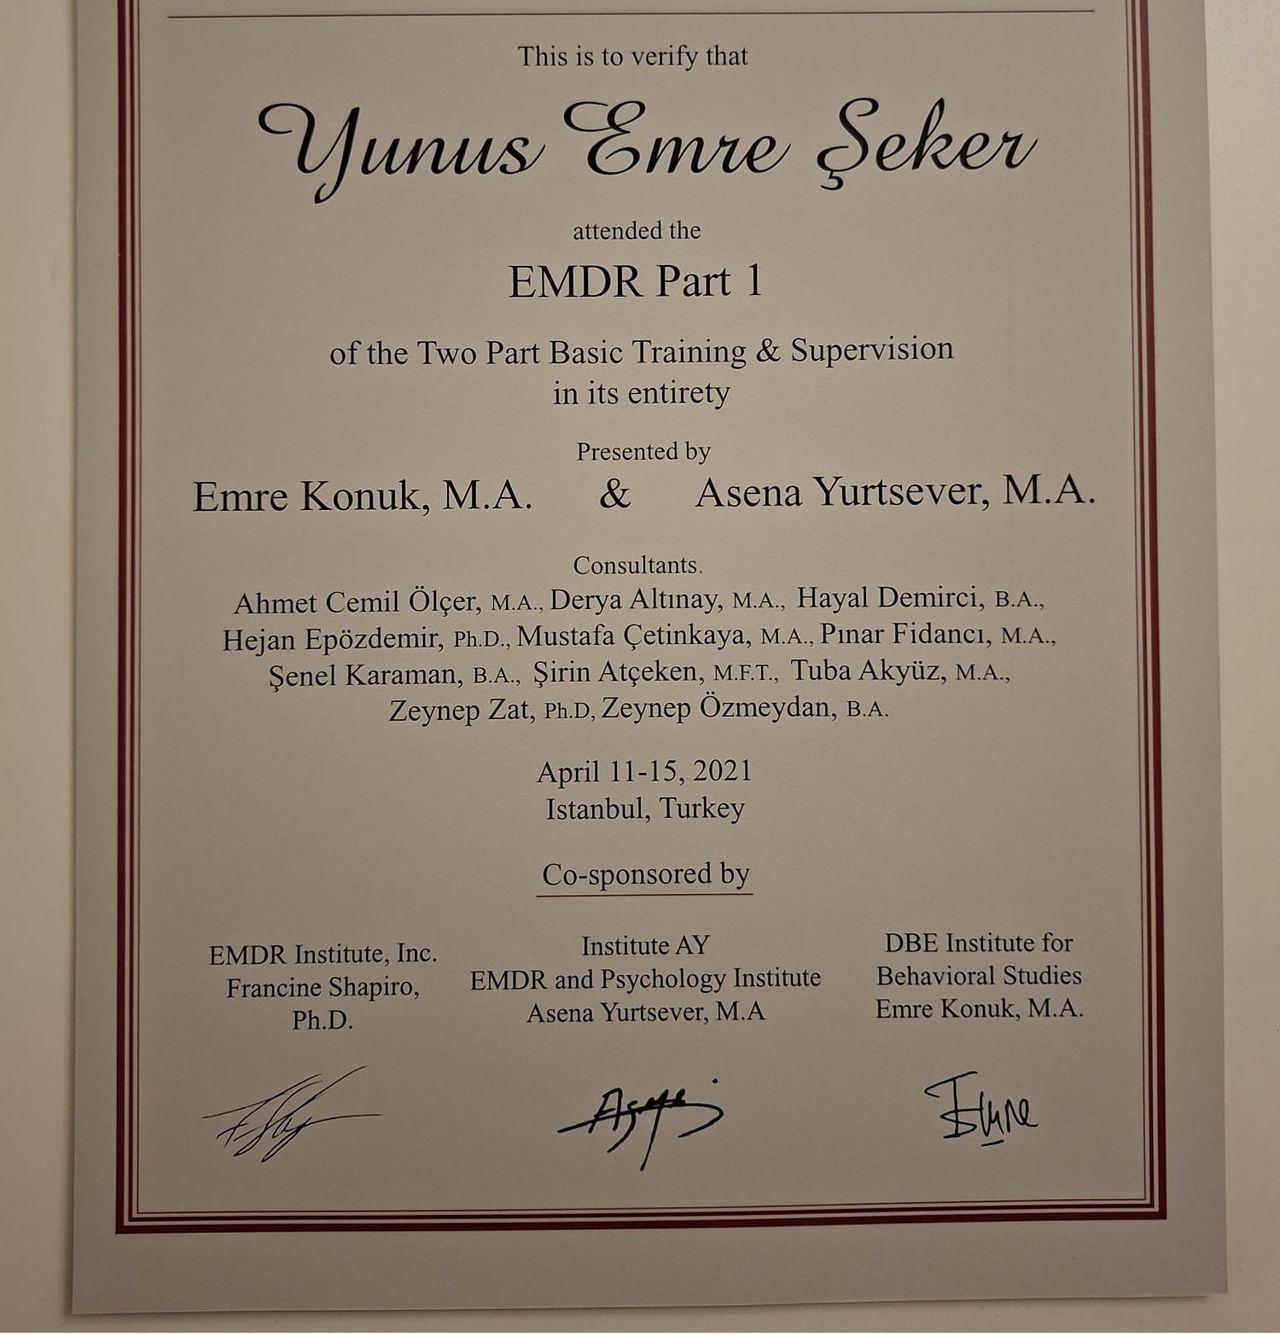 This is to verify that
Yunus Emre Şeker
attended the
EMDR Part 1
of the Two Part Basic Training & Supervision
in its entirety
Presented by
Emre Konuk, M.A. & Asena Yurtsever, M.A.
Consultants.
Ahmet Cemil Ölçer, M.A., Derya Altınay, M.A., Hayal Demirci, B.A.,
Hejan Epözdemir, Ph.D., Mustafa Çetinkaya, M.A., Pınar Fidancı, M.A.,
Şenel Karaman, B.A., Şirin Atçeken, M.F.T., Tuba Akyüz, M.A.,
Zeynep Zat, Ph.D, Zeynep Özmeydan, B.A.
April 11-15, 2021
Istanbul, Turkey
Co-sponsored by
EMDR Institute, Inc.
Francine Shapiro,
Ph.D.
Institute AY
EMDR and Psychology Institute
Asena Yurtsever, M.A
DBE Institute for
Behavioral Studies
Emre Konuk, M.A.